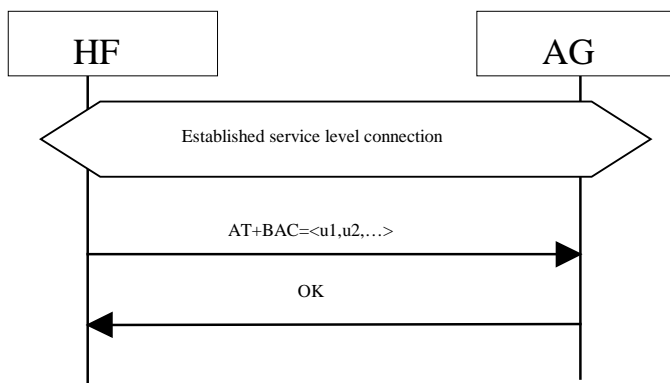 HF
AG
Established service level connection
AT+BAC=<u1,u2,…>
OK